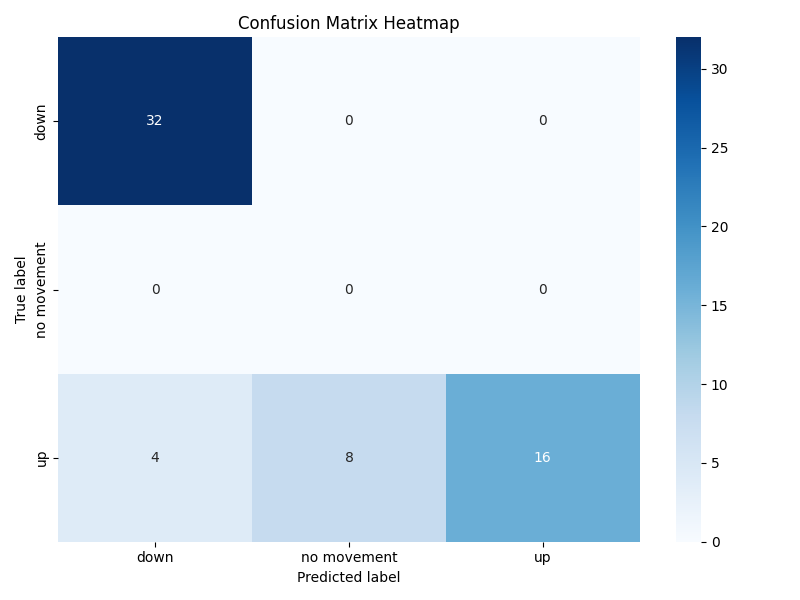 Confusion Matrix Heatmap
True label
down
no movement
up
32 0 0
0 0 0
4 8 16
down no movement up
Predicted label
30
25
20
15
10
5
0